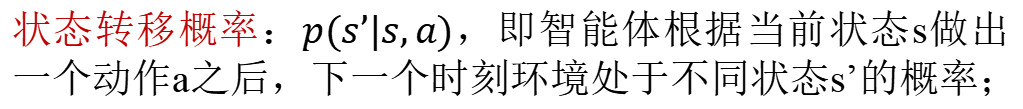 状态转移概率：p(s’|s, a)，即智能体根据当前状态s做出
一个动作a之后，下一个时刻环境处于不同状态s’的概率；